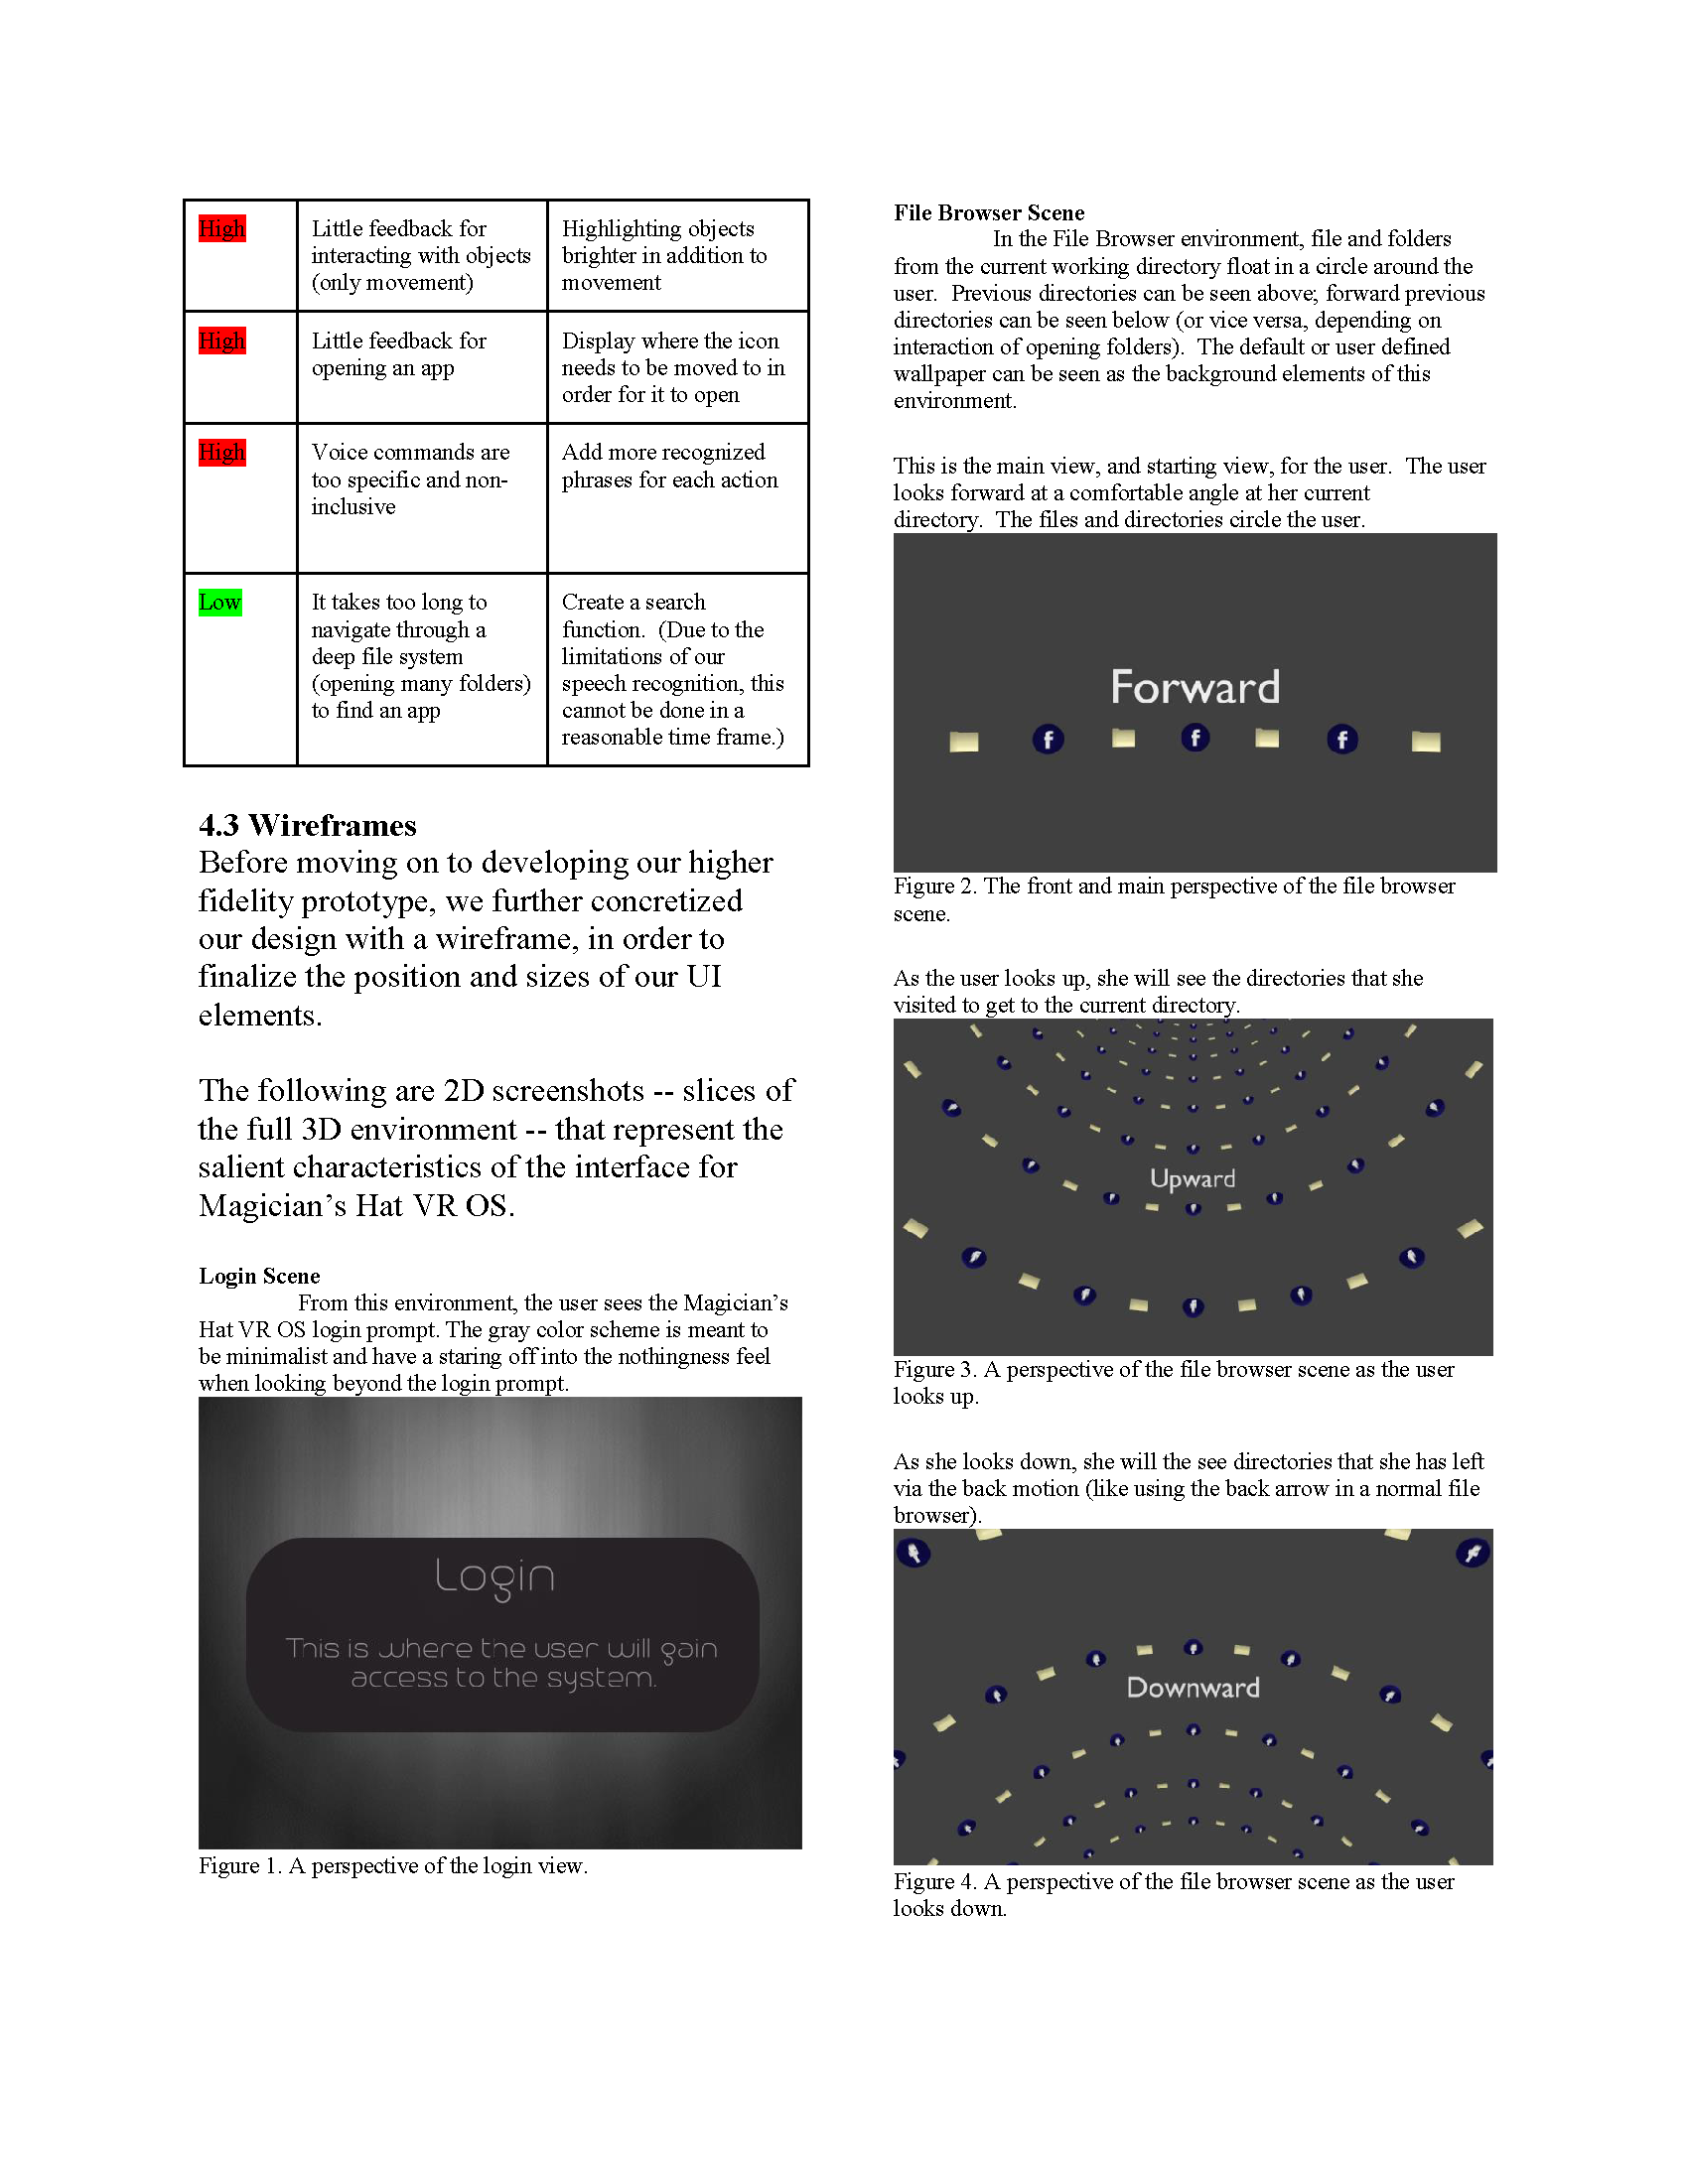 High
Little feedback for
interacting with objects
(only movement)
Highlighting objects
brighter in addition to
movement
High
Little feedback for
opening an app
Display where the icon
needs to be moved to in
order for it to open
High
Voice commands are
too specific and non-
inclusive
Add more recognized
phrases for each action
Low
It takes too long to
navigate through a
deep file system
(opening many folders)
to find an app
Create a search
function.  (Due to the
limitations of our
speech recognition, this
cannot be done in a
reasonable time frame.)
4.3 Wireframes
Before moving on to developing our higher
fidelity prototype, we further concretized
our design with a wireframe, in order to
finalize the position and sizes of our UI
elements.
The following are 2D screenshots -- slices of
the full 3D environment -- that represent the
salient characteristics of the interface for
Magician’s Hat VR OS.
Login Scene
From this environment, the user sees the Magician’s
Hat VR OS login prompt. The gray color scheme is meant to
be minimalist and have a staring off into the nothingness feel
when looking beyond the login prompt.
Login
This is where the user will gain
access to the system.
Figure 1. A perspective of the login view.
File Browser Scene
In the File Browser environment, file and folders
from the current working directory float in a circle around the
user.  Previous directories can be seen above; forward previous
directories can be seen below (or vice versa, depending on
interaction of opening folders).  The default or user defined
wallpaper can be seen as the background elements of this
environment.
This is the main view, and starting view, for the user.  The user
looks forward at a comfortable angle at her current
directory.  The files and directories circle the user.
Forward
Figure 2. The front and main perspective of the file browser
scene.
As the user looks up, she will see the directories that she
visited to get to the current directory.
Upward
Figure 3. A perspective of the file browser scene as the user
looks up.
As she looks down, she will the see directories that she has left
via the back motion (like using the back arrow in a normal file
browser).
Downward
Figure 4. A perspective of the file browser scene as the user
looks down.